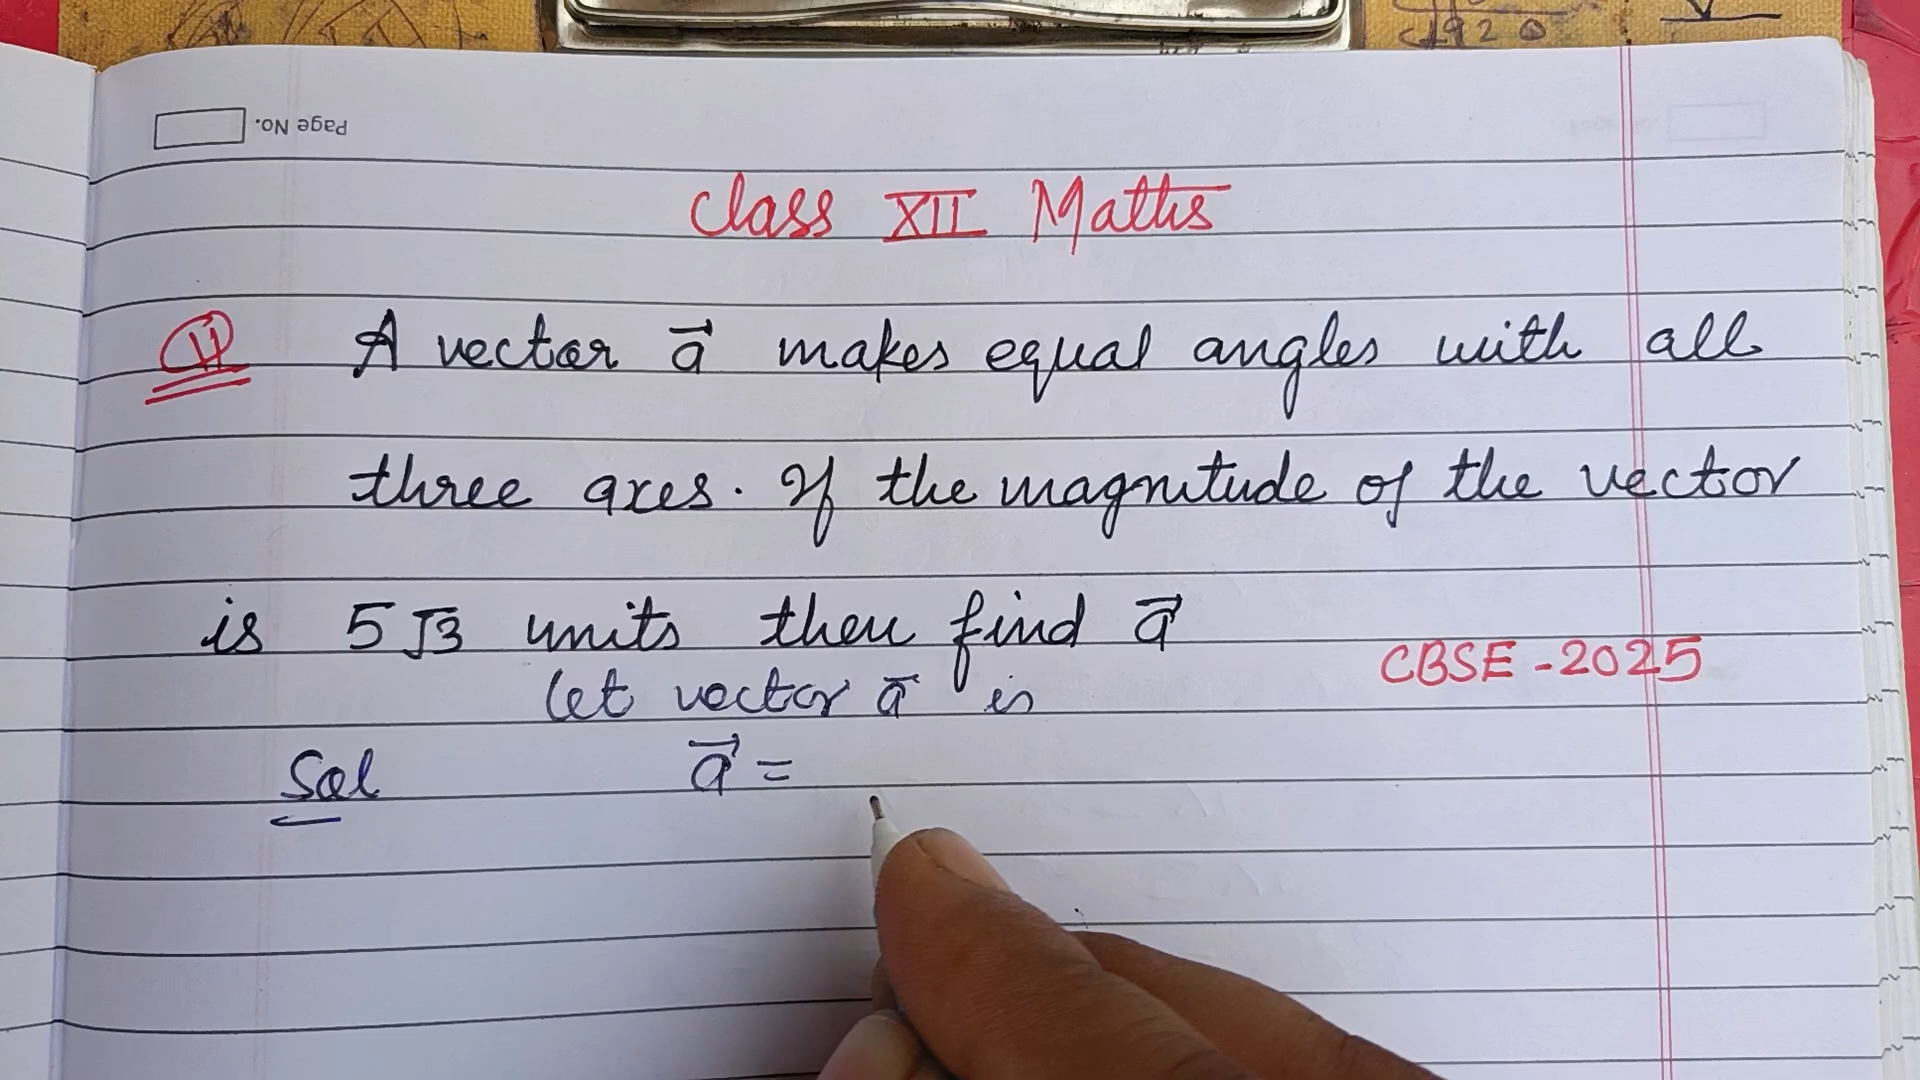 Page No.
Class XII Maths
11 A vector a⃗ makes equal angles with all
three axes. If the magnitude of the vector
is 5√3 units then find a⃗
CBSE-2025
Let vector a⃗ is
Sol a⃗ =